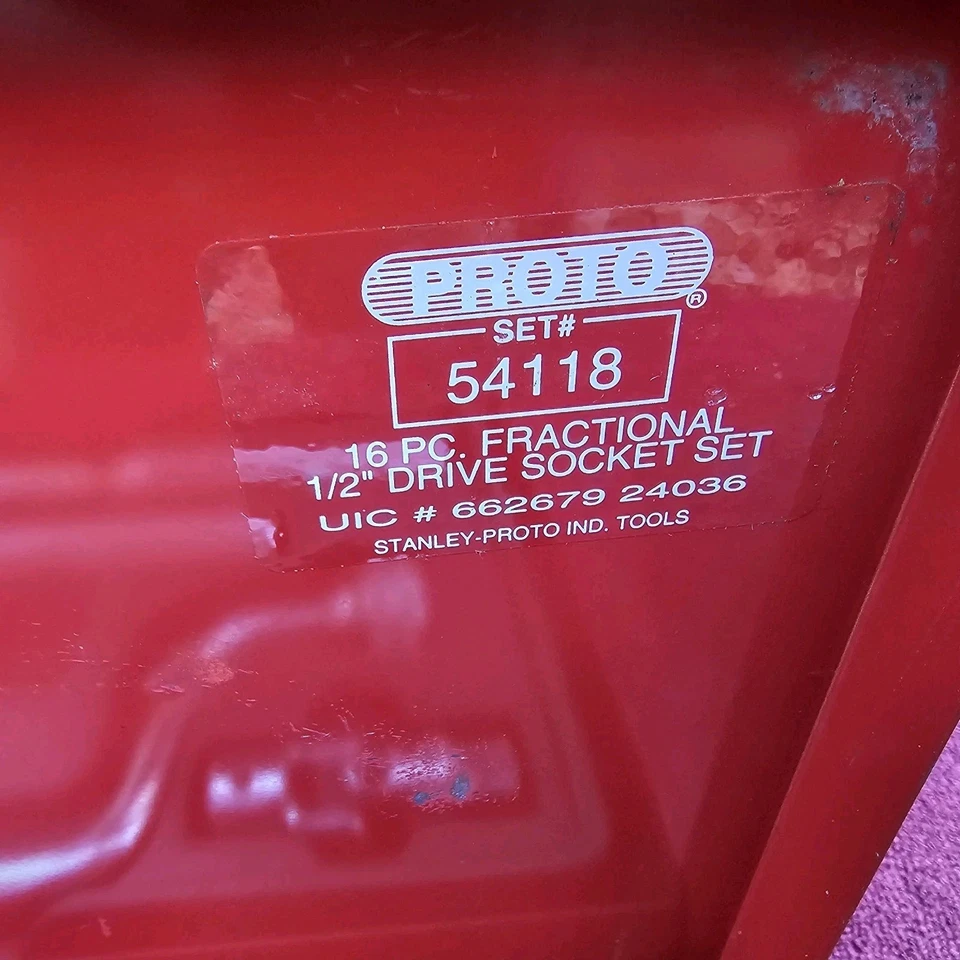 PROTO®
SET#
54118
16 PC. FRACTIONAL
1/2" DRIVE SOCKET SET
UIC # 662679 24036
STANLEY-PROTO IND. TOOLS